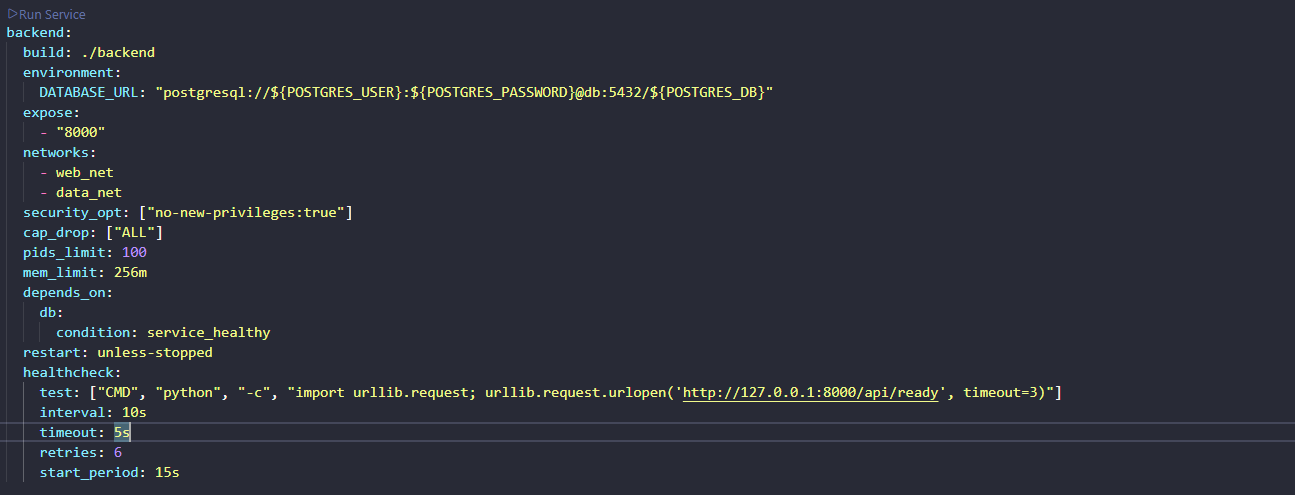 ▷Run Service
backend:
  build: ./backend
  environment:
    DATABASE_URL: "postgresql://${POSTGRES_USER}:${POSTGRES_PASSWORD}@db:5432/${POSTGRES_DB}"
  expose:
    - "8000"
  networks:
    - web_net
    - data_net
  security_opt: ["no-new-privileges:true"]
  cap_drop: ["ALL"]
  pids_limit: 100
  mem_limit: 256m
  depends_on:
    db:
      condition: service_healthy
  restart: unless-stopped
  healthcheck:
    test: ["CMD", "python", "-c", "import urllib.request; urllib.request.urlopen('http://127.0.0.1:8000/api/ready', timeout=3)"]
    interval: 10s
    timeout: 5s
    retries: 6
    start_period: 15s